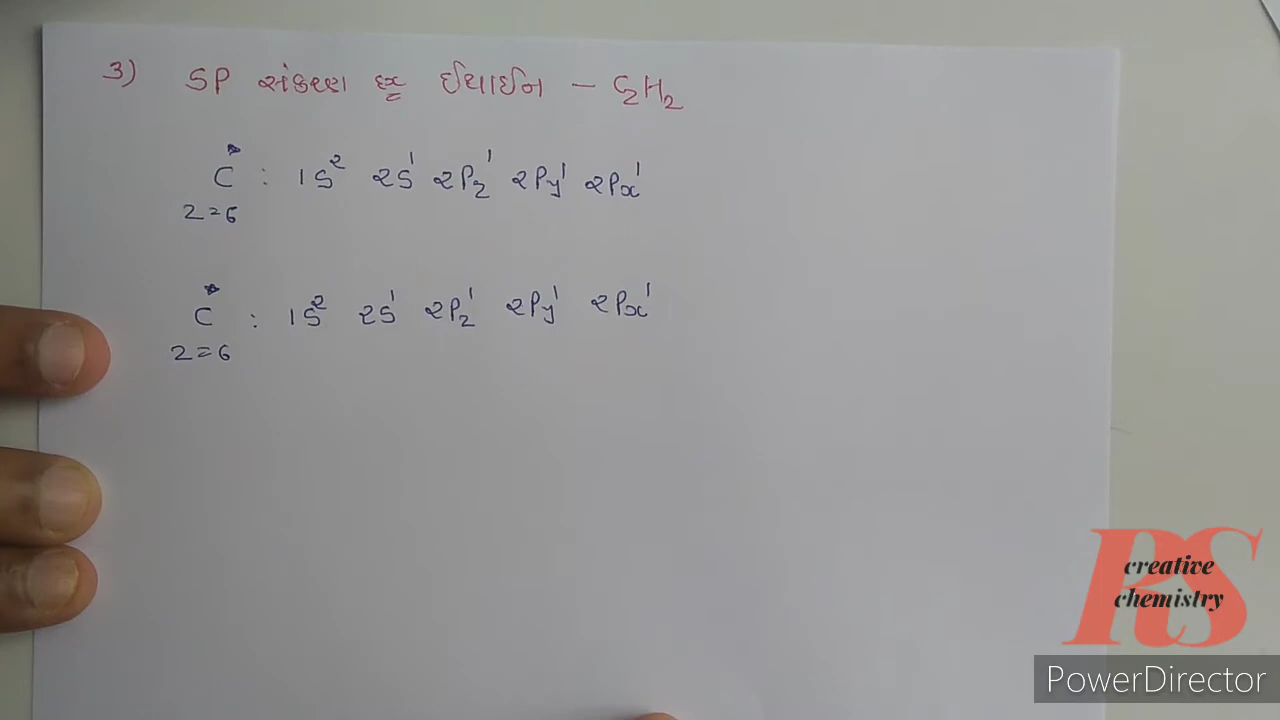 3) SP સંકરણ દા.ત. ઈથાઈન - C₂H₂
C* : 1S² 2S¹ 2Pz¹ 2Py¹ 2Px¹
Z=6
C* : 1S² 2S¹ 2Pz¹ 2Py¹ 2Px¹
Z=6
RS
creative
chemistry
PowerDirector